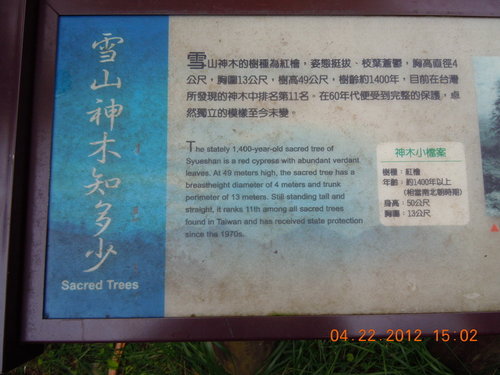 雪山神木知多少
Sacred Trees
雪山神木的樹種為紅檜，姿態挺拔、枝葉蒼鬱，胸高直徑4
公尺，胸圍13公尺，樹高49公尺，樹齡約1400年，目前在台灣
所發現的神木中排名第11名。在60年代便受到完整的保護，卓
然獨立的模樣至今未變。
The stately 1,400-year-old sacred tree of
Syueshan is a red cypress with abundant verdant
leaves. At 49 meters high, the sacred tree has a
breastheight diameter of 4 meters and trunk
perimeter of 13 meters. Still standing tall and
straight, it ranks 11th among all sacred trees
found in Taiwan and has received state protection
since the 1970s.
神木小檔案
樹種：紅檜
年齡：約1400年以上
(相當南北朝時期)
身高：50公尺
胸圍：13公尺
04.22.2012 15:02